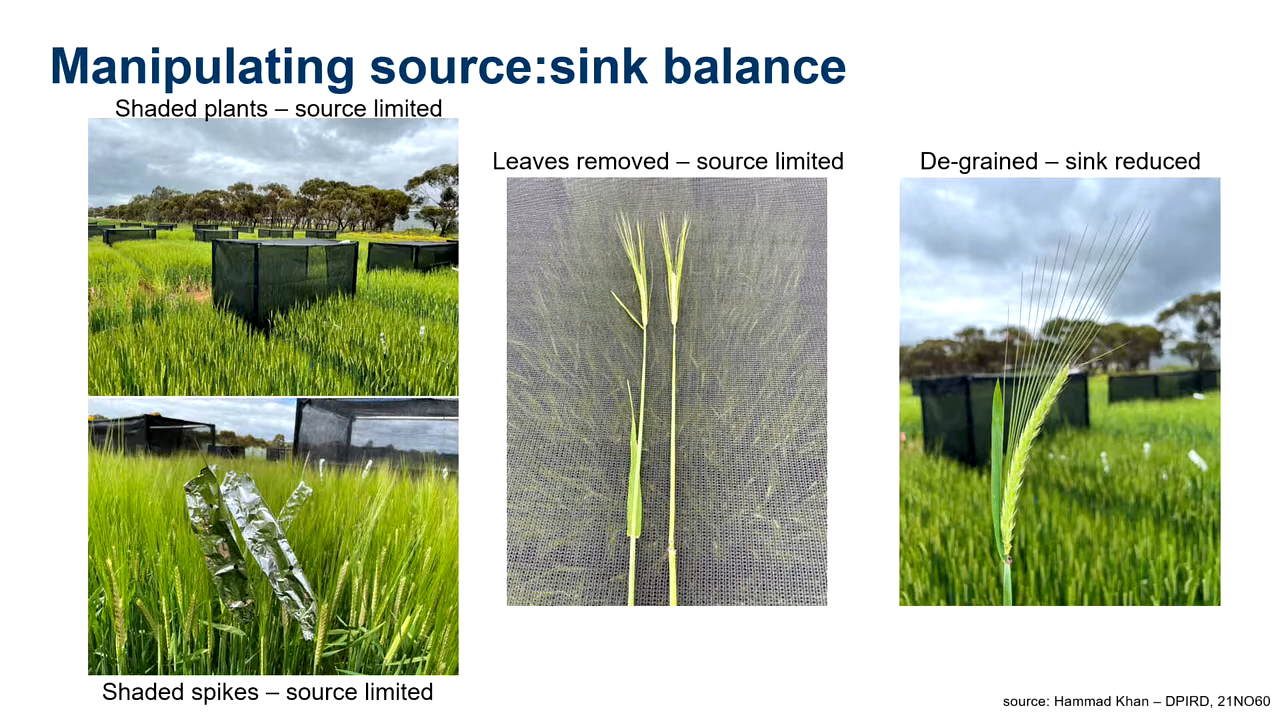 Manipulating source:sink balance
Shaded plants – source limited
Leaves removed – source limited
De-grained – sink reduced
Shaded spikes – source limited
source: Hammad Khan – DPIRD, 21NO60